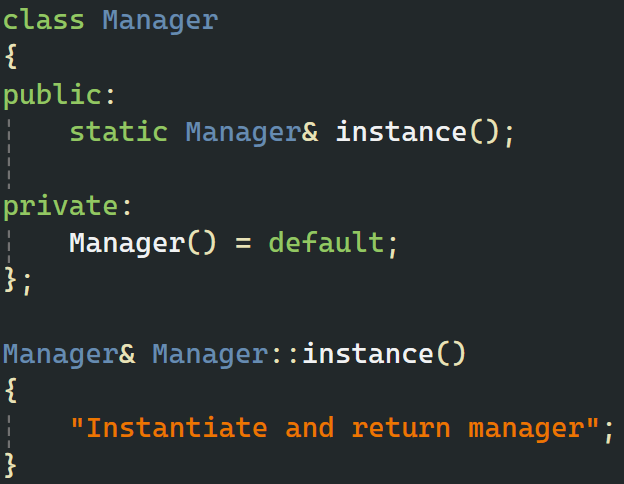 class Manager
{
public:
    static Manager& instance();

private:
    Manager() = default;
};

Manager& Manager::instance()
{
    "Instantiate and return manager";
}